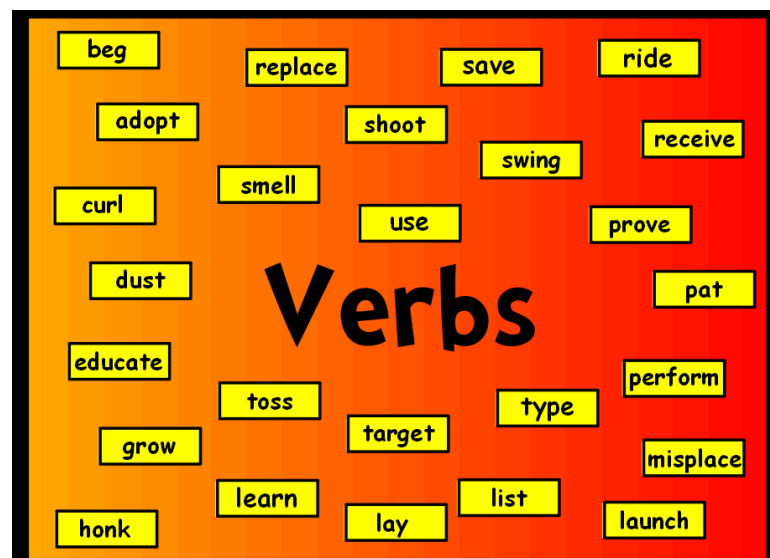 beg
replace
save
ride
adopt
shoot
receive
swing
smell
curl
use
prove
dust
Verbs
pat
educate
perform
toss
type
target
grow
misplace
learn
list
lay
launch
honk